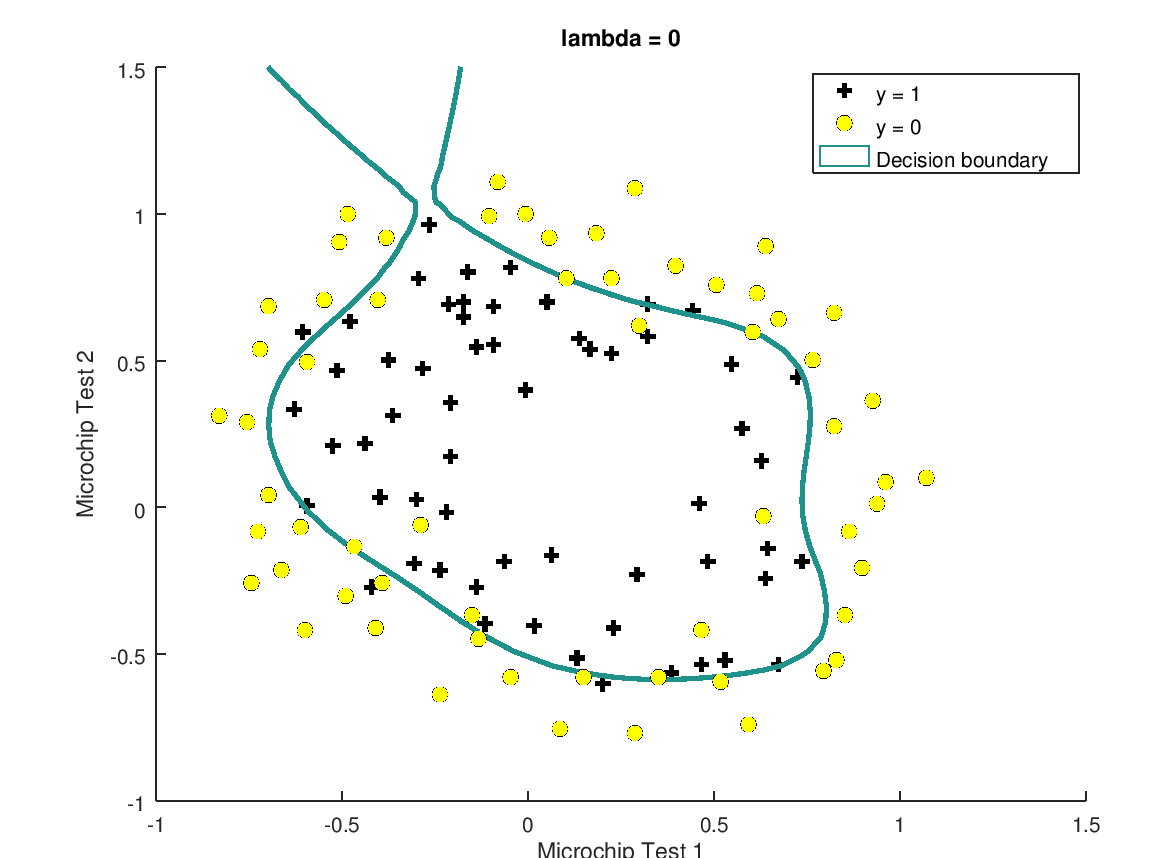 lambda = 0
1.5
1
0.5
0
-0.5
-1
Microchip Test 2
y = 1
y = 0
Decision boundary
-1
-0.5
0
0.5
1
1.5
Microchip Test 1